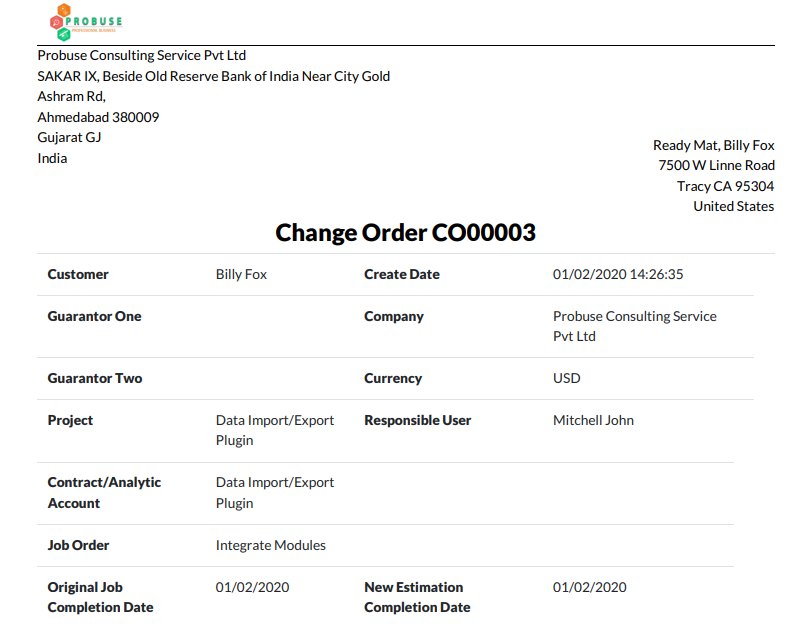 PROBUSE
PROFESSIONAL BUSINESS
Probuse Consulting Service Pvt Ltd
SAKAR IX, Beside Old Reserve Bank of India Near City Gold
Ashram Rd,
Ahmedabad 380009
Gujarat GJ
India
Ready Mat, Billy Fox
7500 W Linne Road
Tracy CA 95304
United States
Change Order CO00003
Customer Billy Fox Create Date 01/02/2020 14:26:35
Guarantor One Company Probuse Consulting Service
Pvt Ltd
Guarantor Two Currency USD
Project Data Import/Export Responsible User Mitchell John
Plugin
Contract/Analytic Data Import/Export
Account Plugin
Job Order Integrate Modules
Original Job 01/02/2020 New Estimation 01/02/2020
Completion Date Completion Date